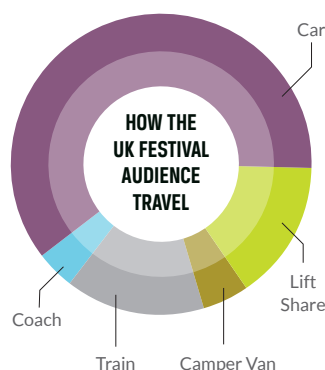 Car
HOW THE
UK FESTIVAL
AUDIENCE
TRAVEL
Lift
Share
Coach
Train
Camper Van